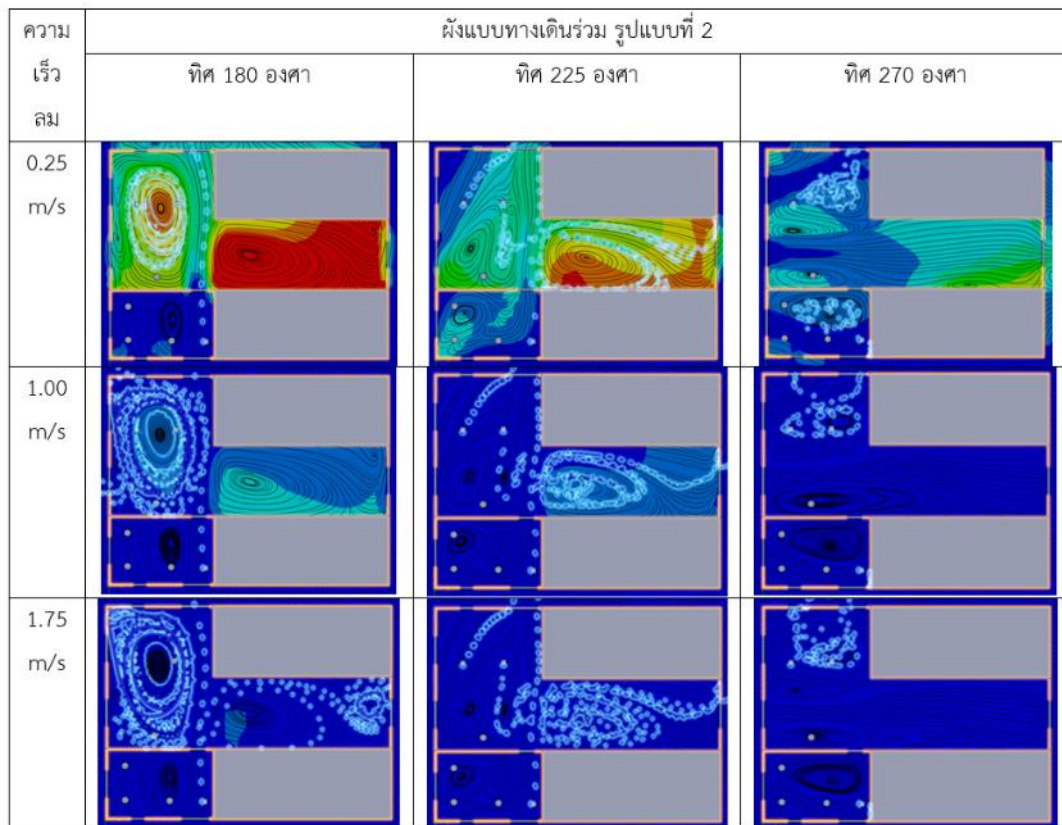 ความ
เร็ว
ลม
ผังแบบทางเดินร่วม รูปแบบที่ 2
ทิศ 180 องศา
ทิศ 225 องศา
ทิศ 270 องศา
0.25
m/s
1.00
m/s
1.75
m/s